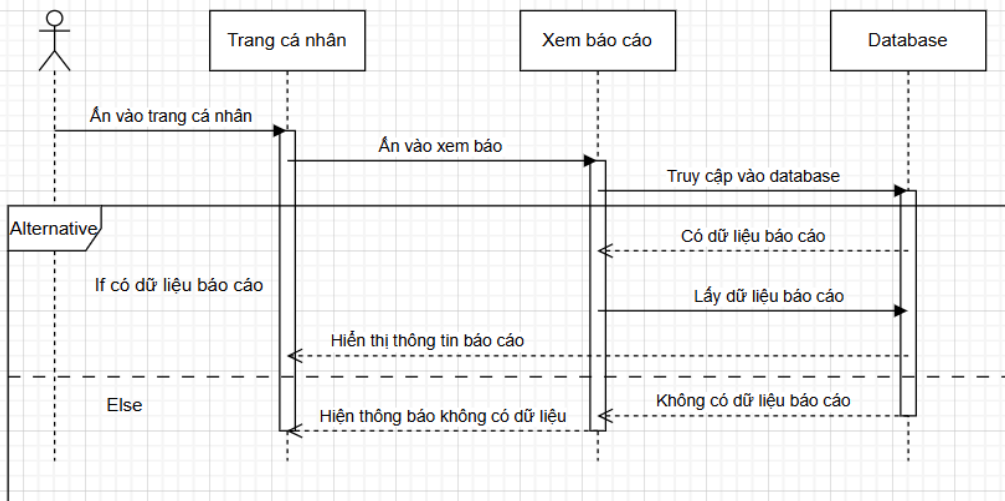 Trang cá nhân
Xem báo cáo
Database
Ấn vào trang cá nhân
Ấn vào xem báo
Truy cập vào database
Alternative
Có dữ liệu báo cáo
If có dữ liệu báo cáo
Lấy dữ liệu báo cáo
Hiển thị thông tin báo cáo
Else
Không có dữ liệu báo cáo
Hiện thông báo không có dữ liệu